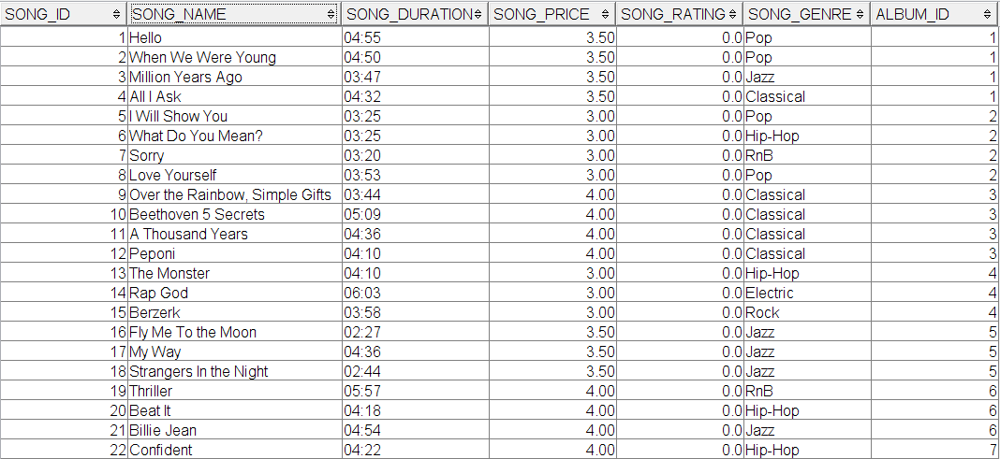 SONG_ID SONG_NAME SONG_DURATION SONG_PRICE SONG_RATING SONG_GENRE ALBUM_ID
1 Hello 04:55 3.50 0.0 Pop 1
2 When We Were Young 04:50 3.50 0.0 Pop 1
3 Million Years Ago 03:47 3.50 0.0 Jazz 1
4 All I Ask 04:32 3.50 0.0 Classical 1
5 I Will Show You 03:25 3.00 0.0 Pop 2
6 What Do You Mean? 03:25 3.00 0.0 Hip-Hop 2
7 Sorry 03:20 3.00 0.0 RnB 2
8 Love Yourself 03:53 3.00 0.0 Pop 2
9 Over the Rainbow, Simple Gifts 03:44 4.00 0.0 Classical 3
10 Beethoven 5 Secrets 05:09 4.00 0.0 Classical 3
11 A Thousand Years 04:36 4.00 0.0 Classical 3
12 Peponi 04:10 4.00 0.0 Classical 3
13 The Monster 04:10 3.00 0.0 Hip-Hop 4
14 Rap God 06:03 3.00 0.0 Electric 4
15 Berzerk 03:58 3.00 0.0 Rock 4
16 Fly Me To the Moon 02:27 3.50 0.0 Jazz 5
17 My Way 04:36 3.50 0.0 Jazz 5
18 Strangers In the Night 02:44 3.50 0.0 Jazz 5
19 Thriller 05:57 4.00 0.0 RnB 6
20 Beat It 04:18 4.00 0.0 Hip-Hop 6
21 Billie Jean 04:54 4.00 0.0 Jazz 6
22 Confident 04:22 4.00 0.0 Hip-Hop 7